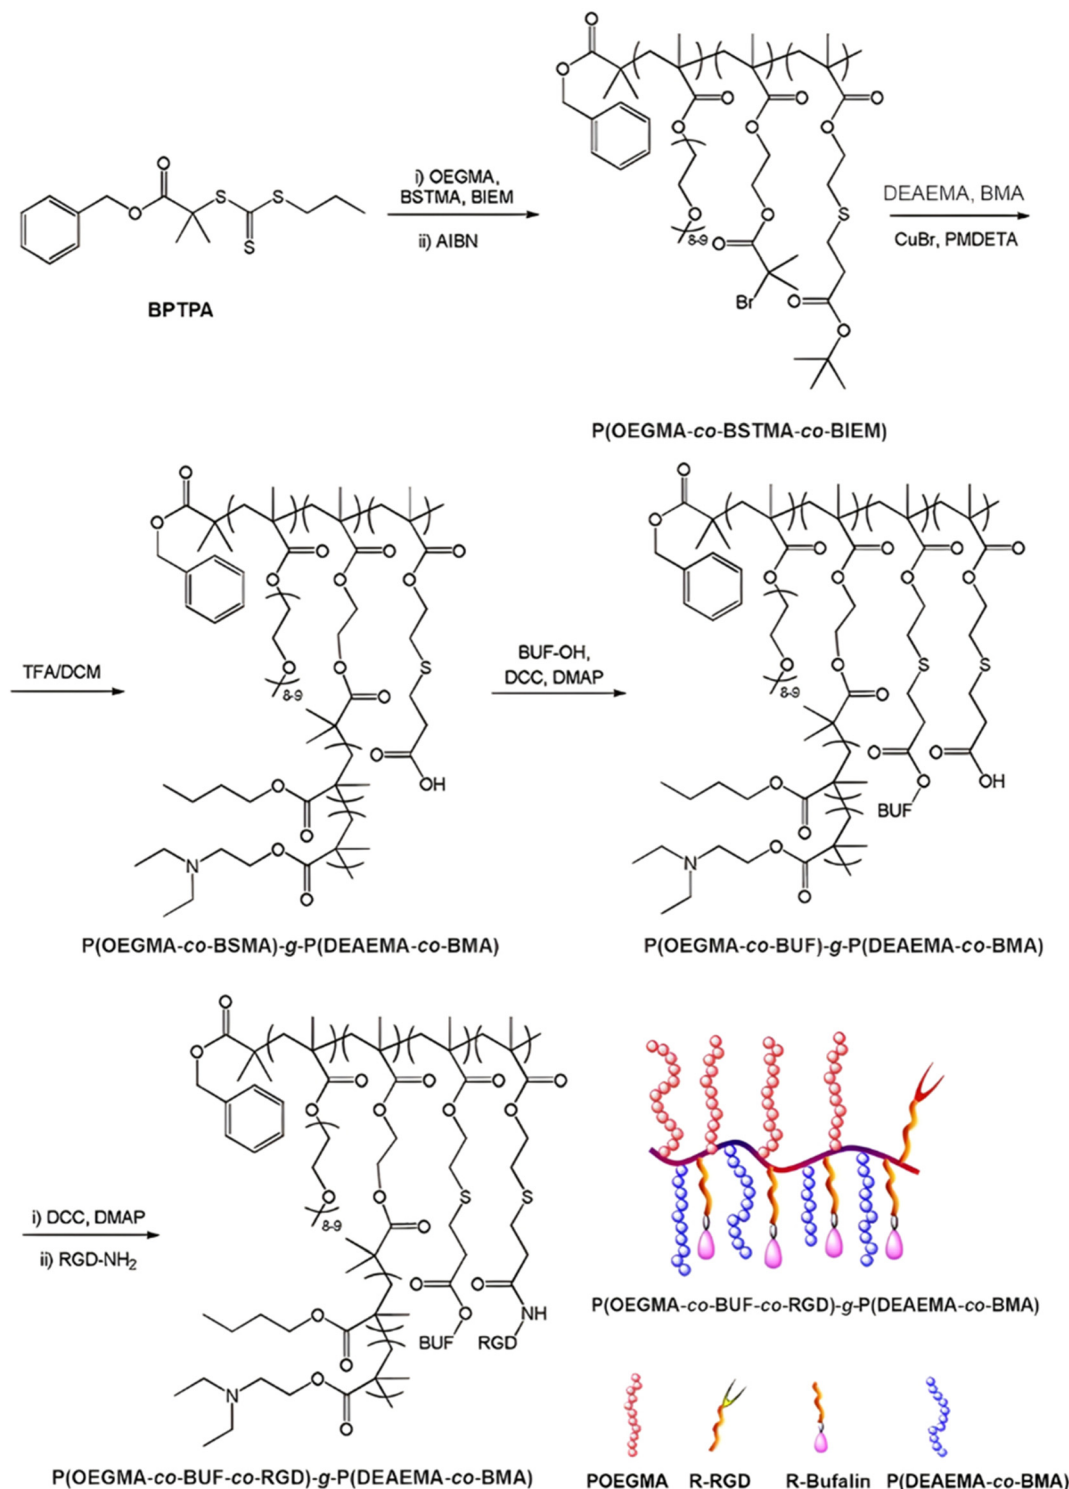 BPTPA
i) OEGMA,
BSTMA, BIEM
ii) AIBN
O
O
S
S
S
O
O
O
O
O
O
O
O
O
8-9
O
O
S
O
Br
O
O
P(OEGMA-co-BSTMA-co-BIEM)
DEAEMA, BMA
CuBr, PMDETA
TFA/DCM
O
O
O
O
O
O
O
O
O
8-9
O
O
S
O
OH
O
O
N
O
O
P(OEGMA-co-BSMA)-g-P(DEAEMA-co-BMA)
BUF-OH,
DCC, DMAP
O
O
O
O
O
O
O
O
O
O
O
8-9
O
O
S
S
O
O
BUF
O
OH
O
O
N
O
O
P(OEGMA-co-BUF)-g-P(DEAEMA-co-BMA)
i) DCC, DMAP
ii) RGD-NH2
O
O
O
O
O
O
O
O
O
O
O
8-9
O
O
S
S
O
O
BUF
O
NH
RGD
O
O
N
O
O
P(OEGMA-co-BUF-co-RGD)-g-P(DEAEMA-co-BMA)
P(OEGMA-co-BUF-co-RGD)-g-P(DEAEMA-co-BMA)
POEGMA
R-RGD
R-Bufalin
P(DEAEMA-co-BMA)